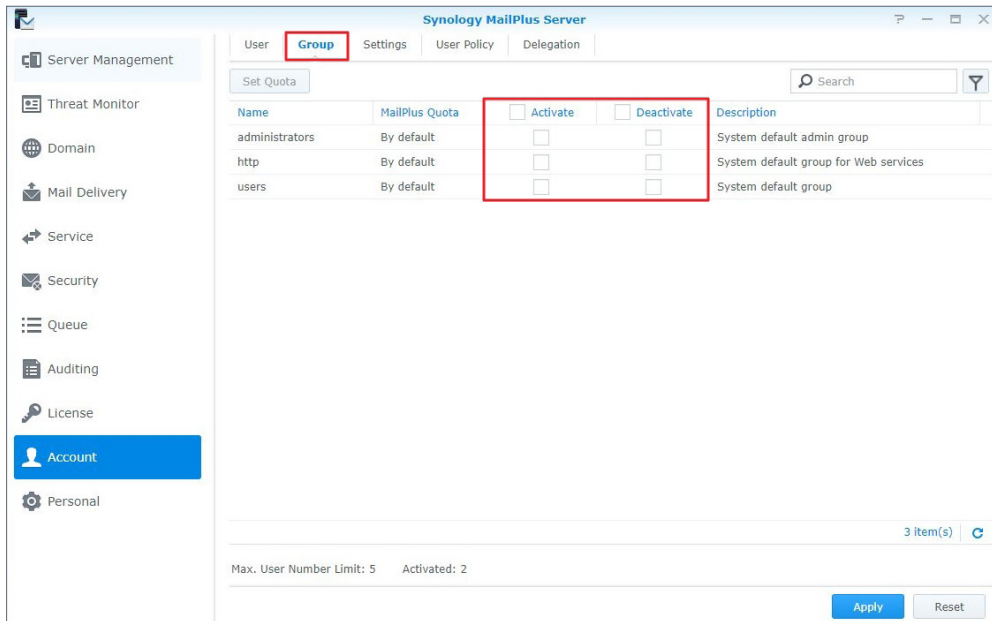 Synology MailPlus Server
Server Management
Threat Monitor
Domain
Mail Delivery
Service
Security
Queue
Auditing
License
Account
Personal
User Group Settings User Policy Delegation
Set Quota Search
Name MailPlus Quota Activate Deactivate Description
administrators By default System default admin group
http By default System default group for Web services
users By default System default group
3 item(s)
Max. User Number Limit: 5 Activated: 2
Apply Reset